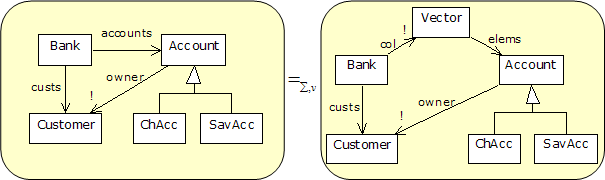 Bank
accounts
Account
custs
owner
!
Customer
ChAcc
SavAcc
=Σ,v
Vector
!
col
elems
Bank
Account
custs
owner
!
Customer
ChAcc
SavAcc